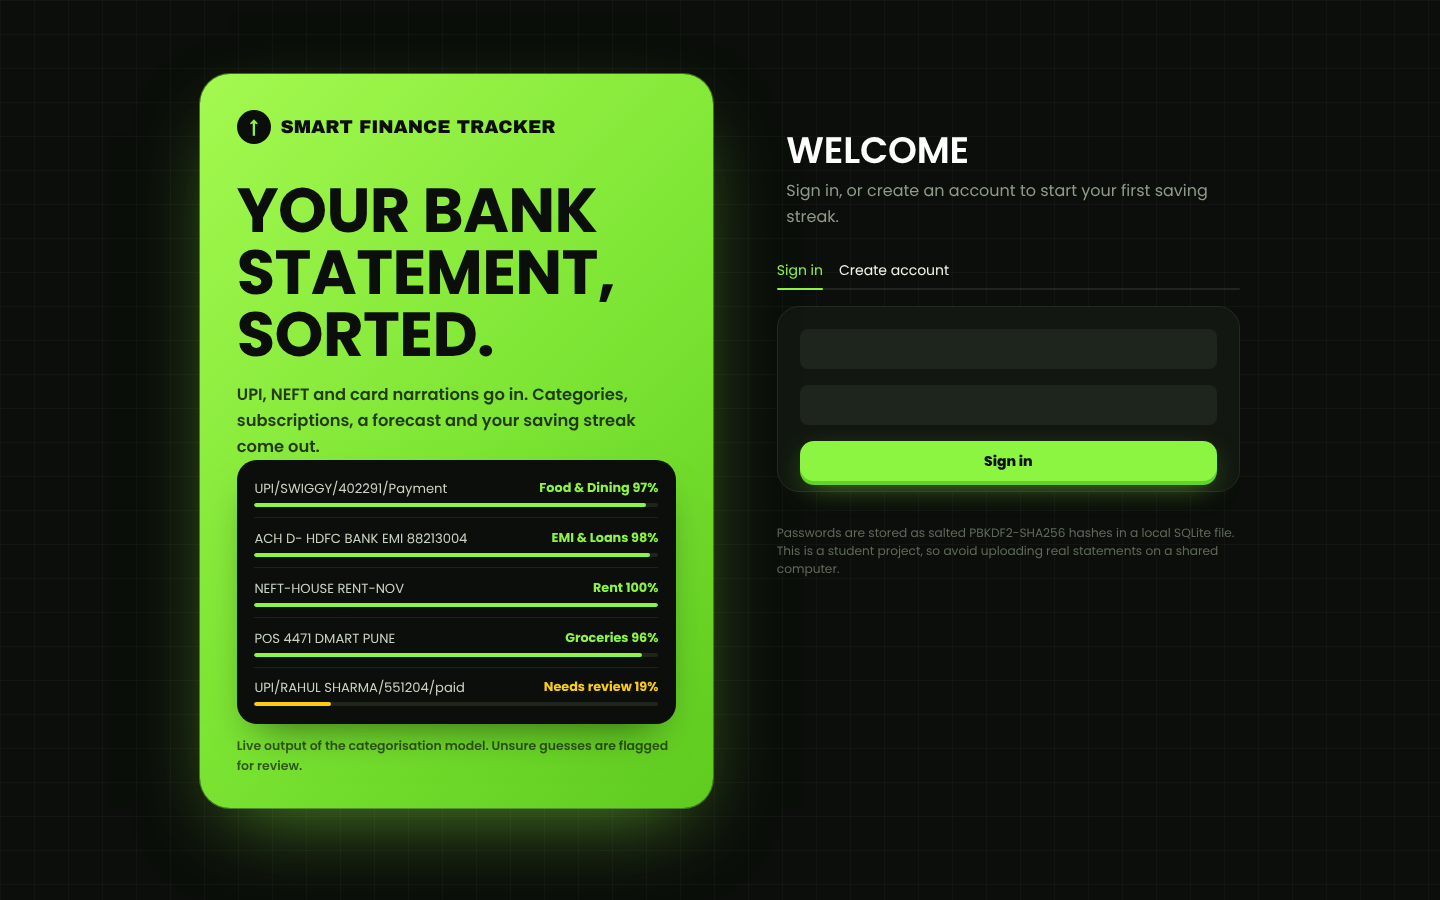 SMART FINANCE TRACKER
YOUR BANK
STATEMENT,
SORTED.
UPI, NEFT and card narrations go in. Categories,
subscriptions, a forecast and your saving streak
come out.
UPI/SWIGGY/402291/Payment Food & Dining 97%
ACH D- HDFC BANK EMI 88213004 EMI & Loans 98%
NEFT-HOUSE RENT-NOV Rent 100%
POS 4471 DMART PUNE Groceries 96%
UPI/RAHUL SHARMA/551204/paid Needs review 19%
Live output of the categorisation model. Unsure guesses are flagged
for review.
WELCOME
Sign in, or create an account to start your first saving
streak.
Sign in Create account
Sign in
Passwords are stored as salted PBKDF2-SHA256 hashes in a local SQLite file.
This is a student project, so avoid uploading real statements on a shared
computer.